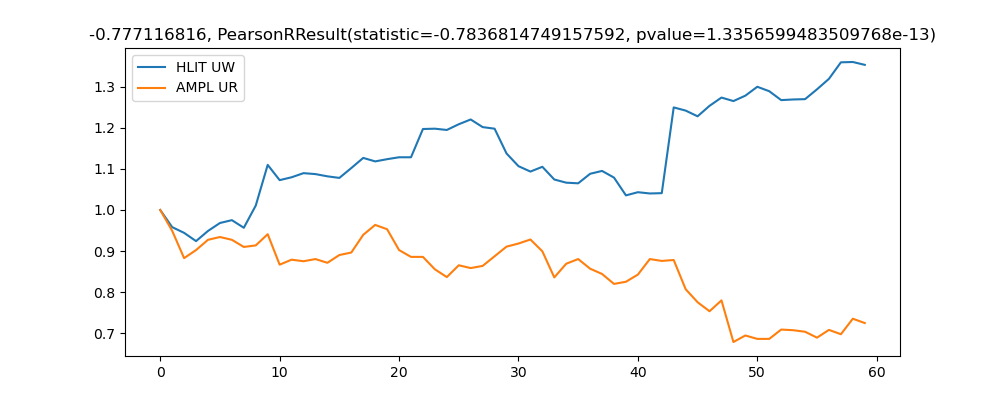 -0.777116816, PearsonRResult(statistic=-0.7836814749157592, pvalue=1.3356599483509768e-13)
HLIT UW
AMPL UR
1.3
1.2
1.1
1.0
0.9
0.8
0.7
0 10 20 30 40 50 60